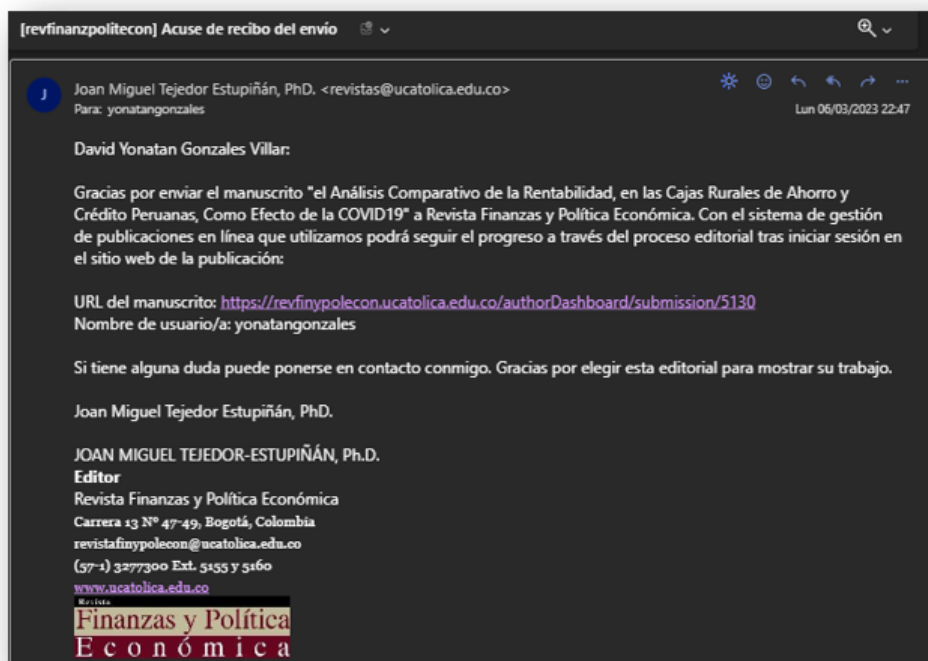 [revfinanzpolitecon] Acuse de recibo del envío
J
Joan Miguel Tejedor Estupiñán, PhD. <revistas@ucatolica.edu.co>
Para: yonatangonzales
Lun 06/03/2023 22:47
David Yonatan Gonzales Villar:
Gracias por enviar el manuscrito "el Análisis Comparativo de la Rentabilidad, en las Cajas Rurales de Ahorro y
Crédito Peruanas, Como Efecto de la COVID19" a Revista Finanzas y Política Económica. Con el sistema de gestión
de publicaciones en línea que utilizamos podrá seguir el progreso a través del proceso editorial tras iniciar sesión en
el sitio web de la publicación:
URL del manuscrito: https://revfinypolecon.ucatolica.edu.co/authorDashboard/submission/5130
Nombre de usuario/a: yonatangonzales
Si tiene alguna duda puede ponerse en contacto conmigo. Gracias por elegir esta editorial para mostrar su trabajo.
Joan Miguel Tejedor Estupiñán, PhD.
JOAN MIGUEL TEJEDOR-ESTUPIÑÁN, Ph.D.
Editor
Revista Finanzas y Política Económica
Carrera 13 Nº 47-49, Bogotá, Colombia
revistafinypolecon@ucatolica.edu.co
(57-1) 3277300 Ext. 5155 y 5160
www.ucatolica.edu.co
Revista
Finanzas y Política
Económica